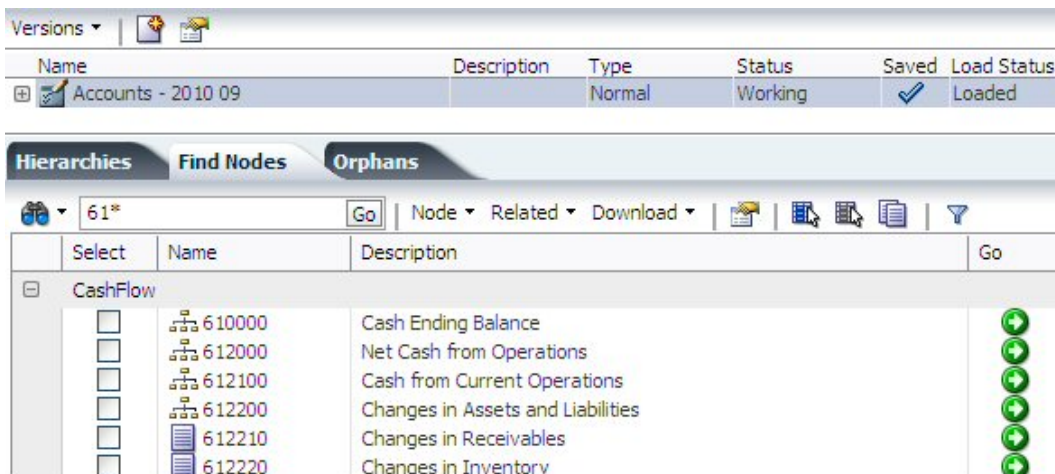 Versions
Name Description Type Status Saved Load Status
Accounts - 2010 09 Normal Working Loaded
Hierarchies Find Nodes Orphans
61* Go Node Related Download
Select Name Description Go
CashFlow
610000 Cash Ending Balance
612000 Net Cash from Operations
612100 Cash from Current Operations
612200 Changes in Assets and Liabilities
612210 Changes in Receivables
612220 Changes in Inventory